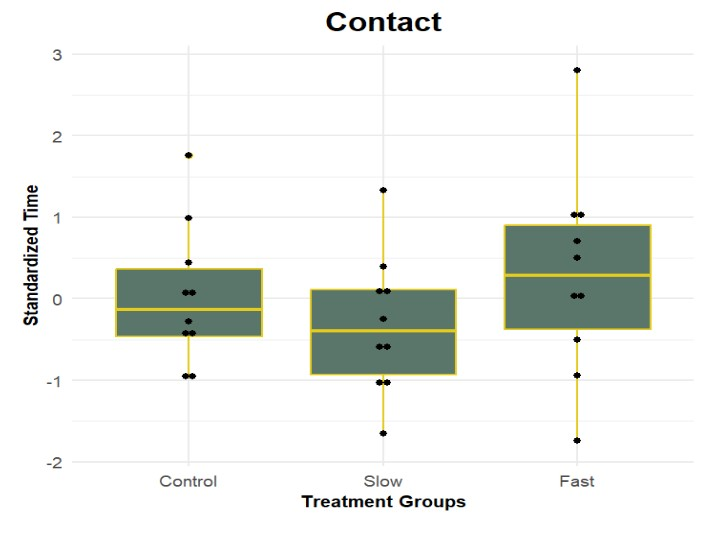 Contact
3
2
1
0
-1
-2
Standardized Time
Control Slow Fast
Treatment Groups